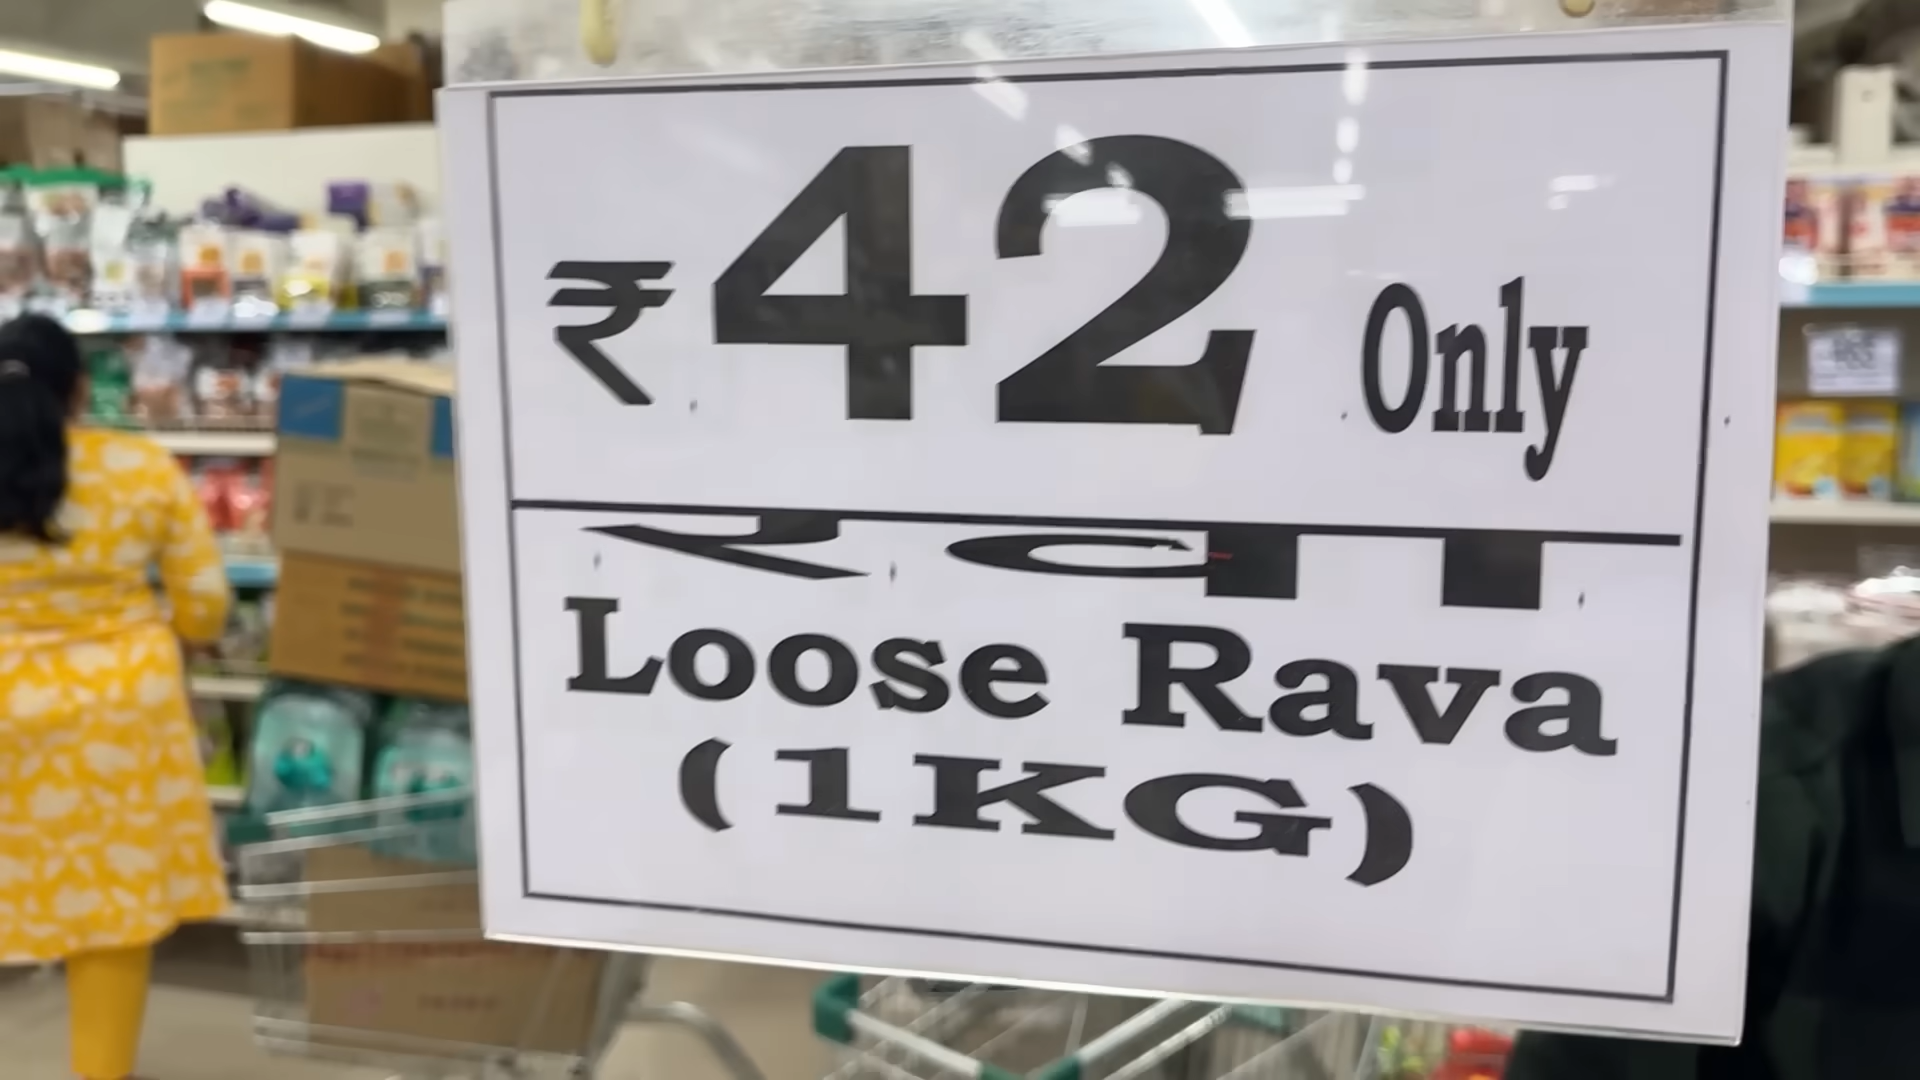 ₹42 Only
रवा
Loose Rava
(1KG)